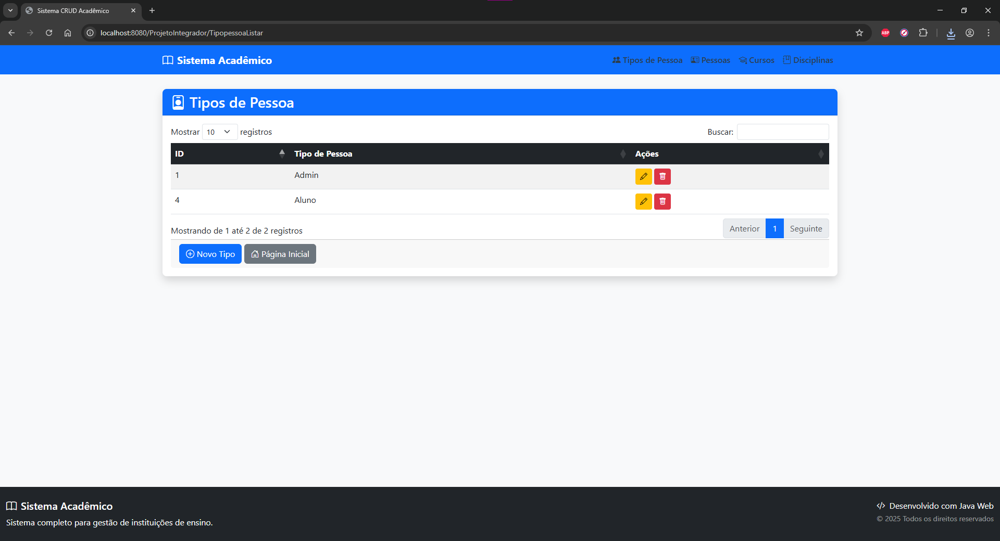 Sistema CRUD Acadêmico
localhost:8080/ProjetoIntegrador/TipopessoaListar
ABP
Sistema Acadêmico
Tipos de Pessoa Pessoas Cursos Disciplinas
Tipos de Pessoa
Mostrar 10 registros Buscar:
ID Tipo de Pessoa Ações
1 Admin
4 Aluno
Mostrando de 1 até 2 de 2 registros Anterior 1 Seguinte
Novo Tipo Página Inicial
Sistema Acadêmico
Sistema completo para gestão de instituições de ensino.
Desenvolvido com Java Web
© 2025 Todos os direitos reservados